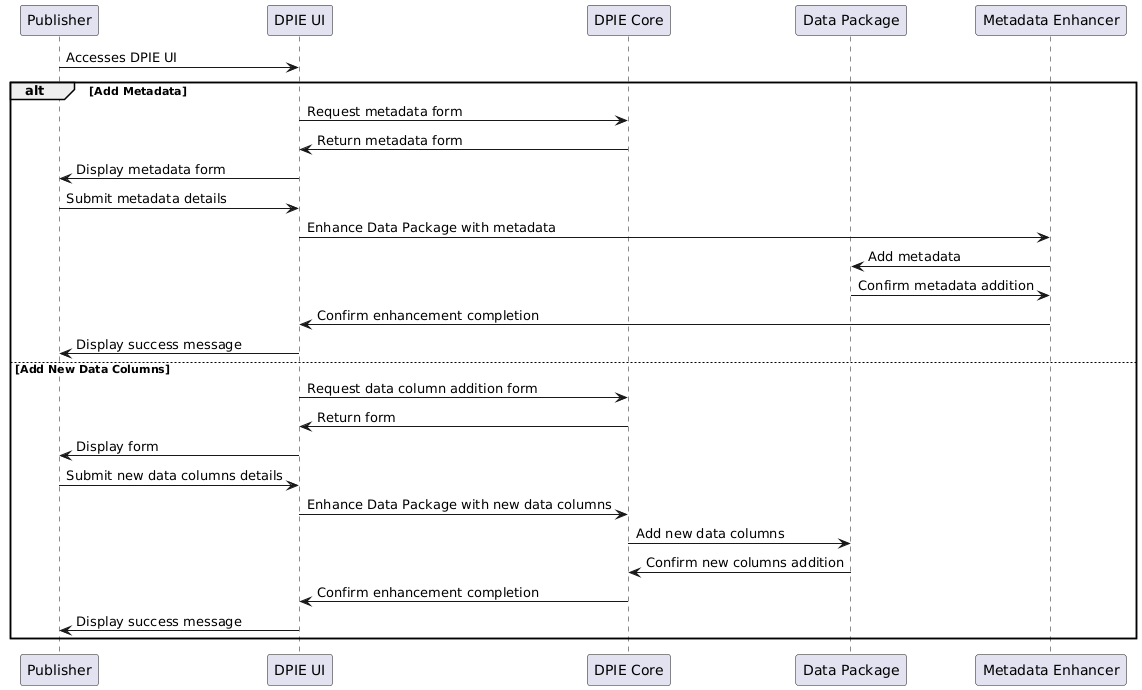 Publisher DPIE UI DPIE Core Data Package Metadata Enhancer
Accesses DPIE UI
alt [Add Metadata]
Request metadata form
Return metadata form
Display metadata form
Submit metadata details
Enhance Data Package with metadata
Add metadata
Confirm metadata addition
Confirm enhancement completion
Display success message
[Add New Data Columns]
Request data column addition form
Return form
Display form
Submit new data columns details
Enhance Data Package with new data columns
Add new data columns
Confirm new columns addition
Confirm enhancement completion
Display success message
Publisher DPIE UI DPIE Core Data Package Metadata Enhancer